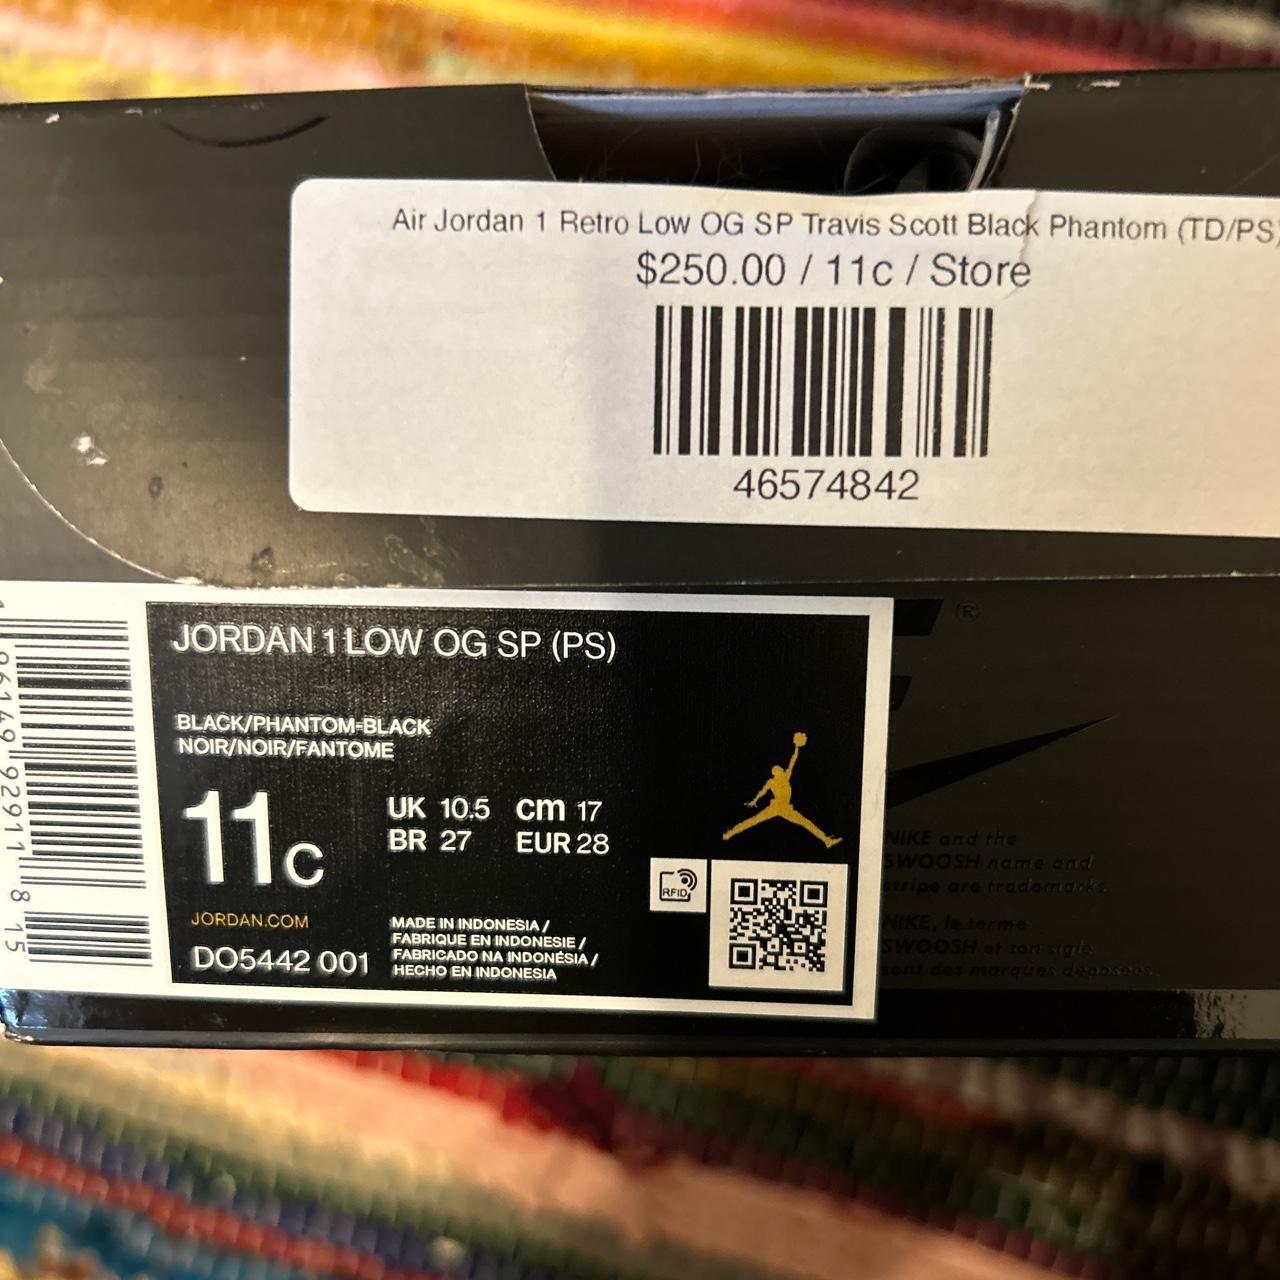 Air Jordan 1 Retro Low OG SP Travis Scott Black Phantom (TD/PS)
$250.00 / 11c / Store
46574842
JORDAN 1 LOW OG SP (PS)
BLACK/PHANTOM-BLACK
NOIR/NOIR/FANTOME
11c
UK 10.5 cm 17
BR 27 EUR 28
RFID
JORDAN.COM
DO5442 001
MADE IN INDONESIA /
FABRIQUE EN INDONESIE /
FABRICADO NA INDONÉSIA /
HECHO EN INDONESIA
96149 92911 8 15
®
NIKE and the
SWOOSH name and
stripe are trademarks.
NIKE, le terme
SWOOSH et son sigle
sont des marques déposées.